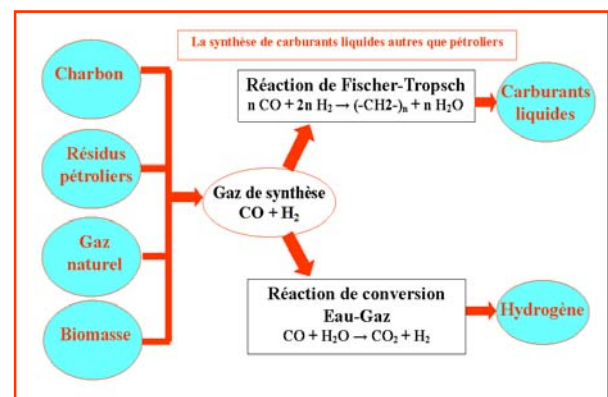 La synthèse de carburants liquides autres que pétroliers
Charbon
Résidus
pétroliers
Gaz
naturel
Biomasse
Gaz de synthèse
CO + H₂
Réaction de Fischer-Tropsch
n CO + 2n H₂ → (-CH2-)ₙ + n H₂O
Carburants
liquides
Réaction de conversion
Eau-Gaz
CO + H₂O → CO₂ + H₂
Hydrogène